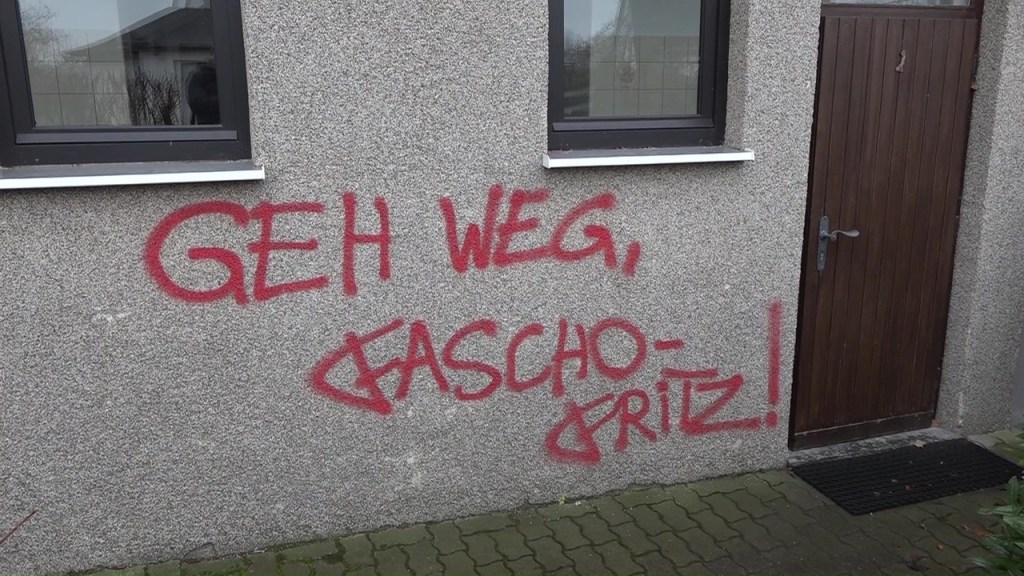 GEH WEG,
FASCHO-
FRITZ!